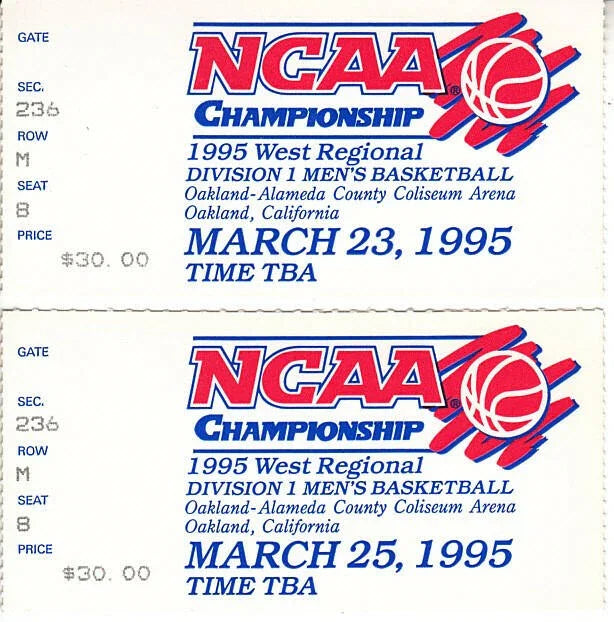 GATE
SEC.
236
ROW
M
SEAT
8
PRICE
$30.00
NCAA®
CHAMPIONSHIP
1995 West Regional
DIVISION 1 MEN'S BASKETBALL
Oakland-Alameda County Coliseum Arena
Oakland, California
MARCH 23, 1995
TIME TBA
GATE
SEC.
236
ROW
M
SEAT
8
PRICE
$30.00
NCAA®
CHAMPIONSHIP
1995 West Regional
DIVISION 1 MEN'S BASKETBALL
Oakland-Alameda County Coliseum Arena
Oakland, California
MARCH 25, 1995
TIME TBA